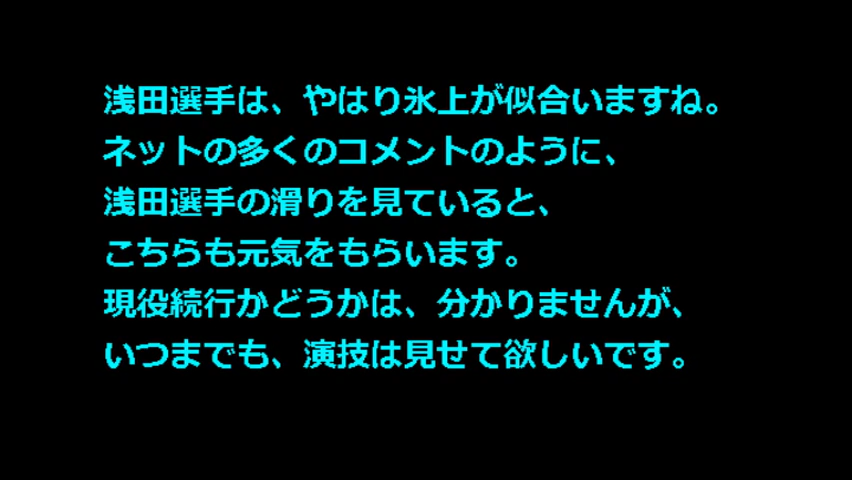 浅田選手は、やはり氷上が似合いますね。
ネットの多くのコメントのように、
浅田選手の滑りを見ていると、
こちらも元気をもらいます。
現役続行かどうかは、分かりませんが、
いつまでも、演技は見せて欲しいです。